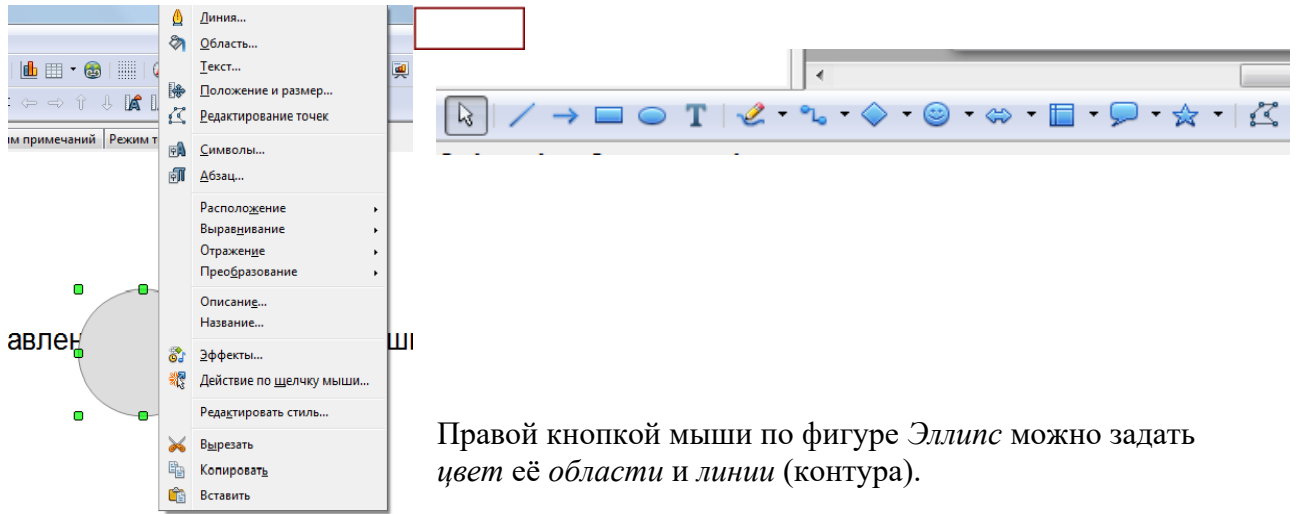 Линия...
Область...
Текст...
Положение и размер...
Редактирование точек
м примечаний
Режим т
Символы...
Абзац...
Расположение
Выравнивание
Отражение
Преобразование
Описание...
Название...
авлен
Эффекты...
Действие по щелчку мыши...
Редактировать стиль...
Вырезать
Копировать
Вставить
T
Правой кнопкой мыши по фигуре Эллипс можно задать
цвет её области и линии (контура).